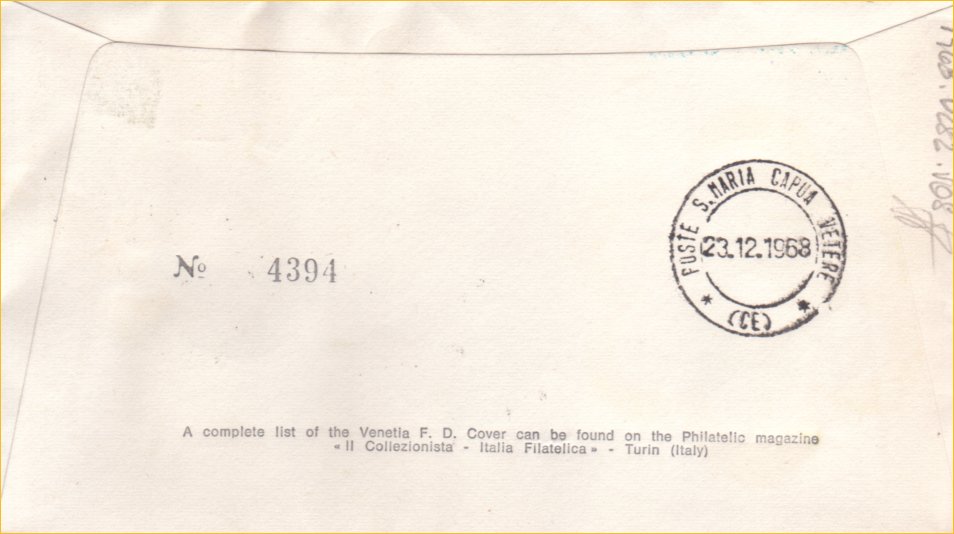 POSTE S.MARIA CAPUA VETERE
23.12.1968
* (CE) *
Nº 4394
A complete list of the Venetia F. D. Cover can be found on the Philatelic magazine
« Il Collezionista - Italia Filatelica » - Turin (Italy)